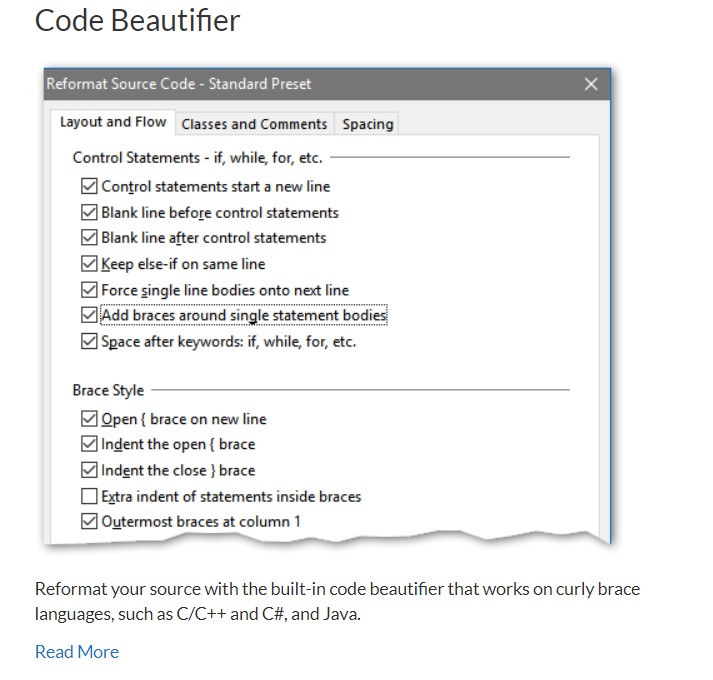 Code Beautifier
Reformat Source Code - Standard Preset
Layout and Flow Classes and Comments Spacing
Control Statements - if, while, for, etc.
Control statements start a new line
Blank line before control statements
Blank line after control statements
Keep else-if on same line
Force single line bodies onto next line
Add braces around single statement bodies
Space after keywords: if, while, for, etc.
Brace Style
Open { brace on new line
Indent the open { brace
Indent the close } brace
Extra indent of statements inside braces
Outermost braces at column 1
Reformat your source with the built-in code beautifier that works on curly brace
languages, such as C/C++ and C#, and Java.
Read More